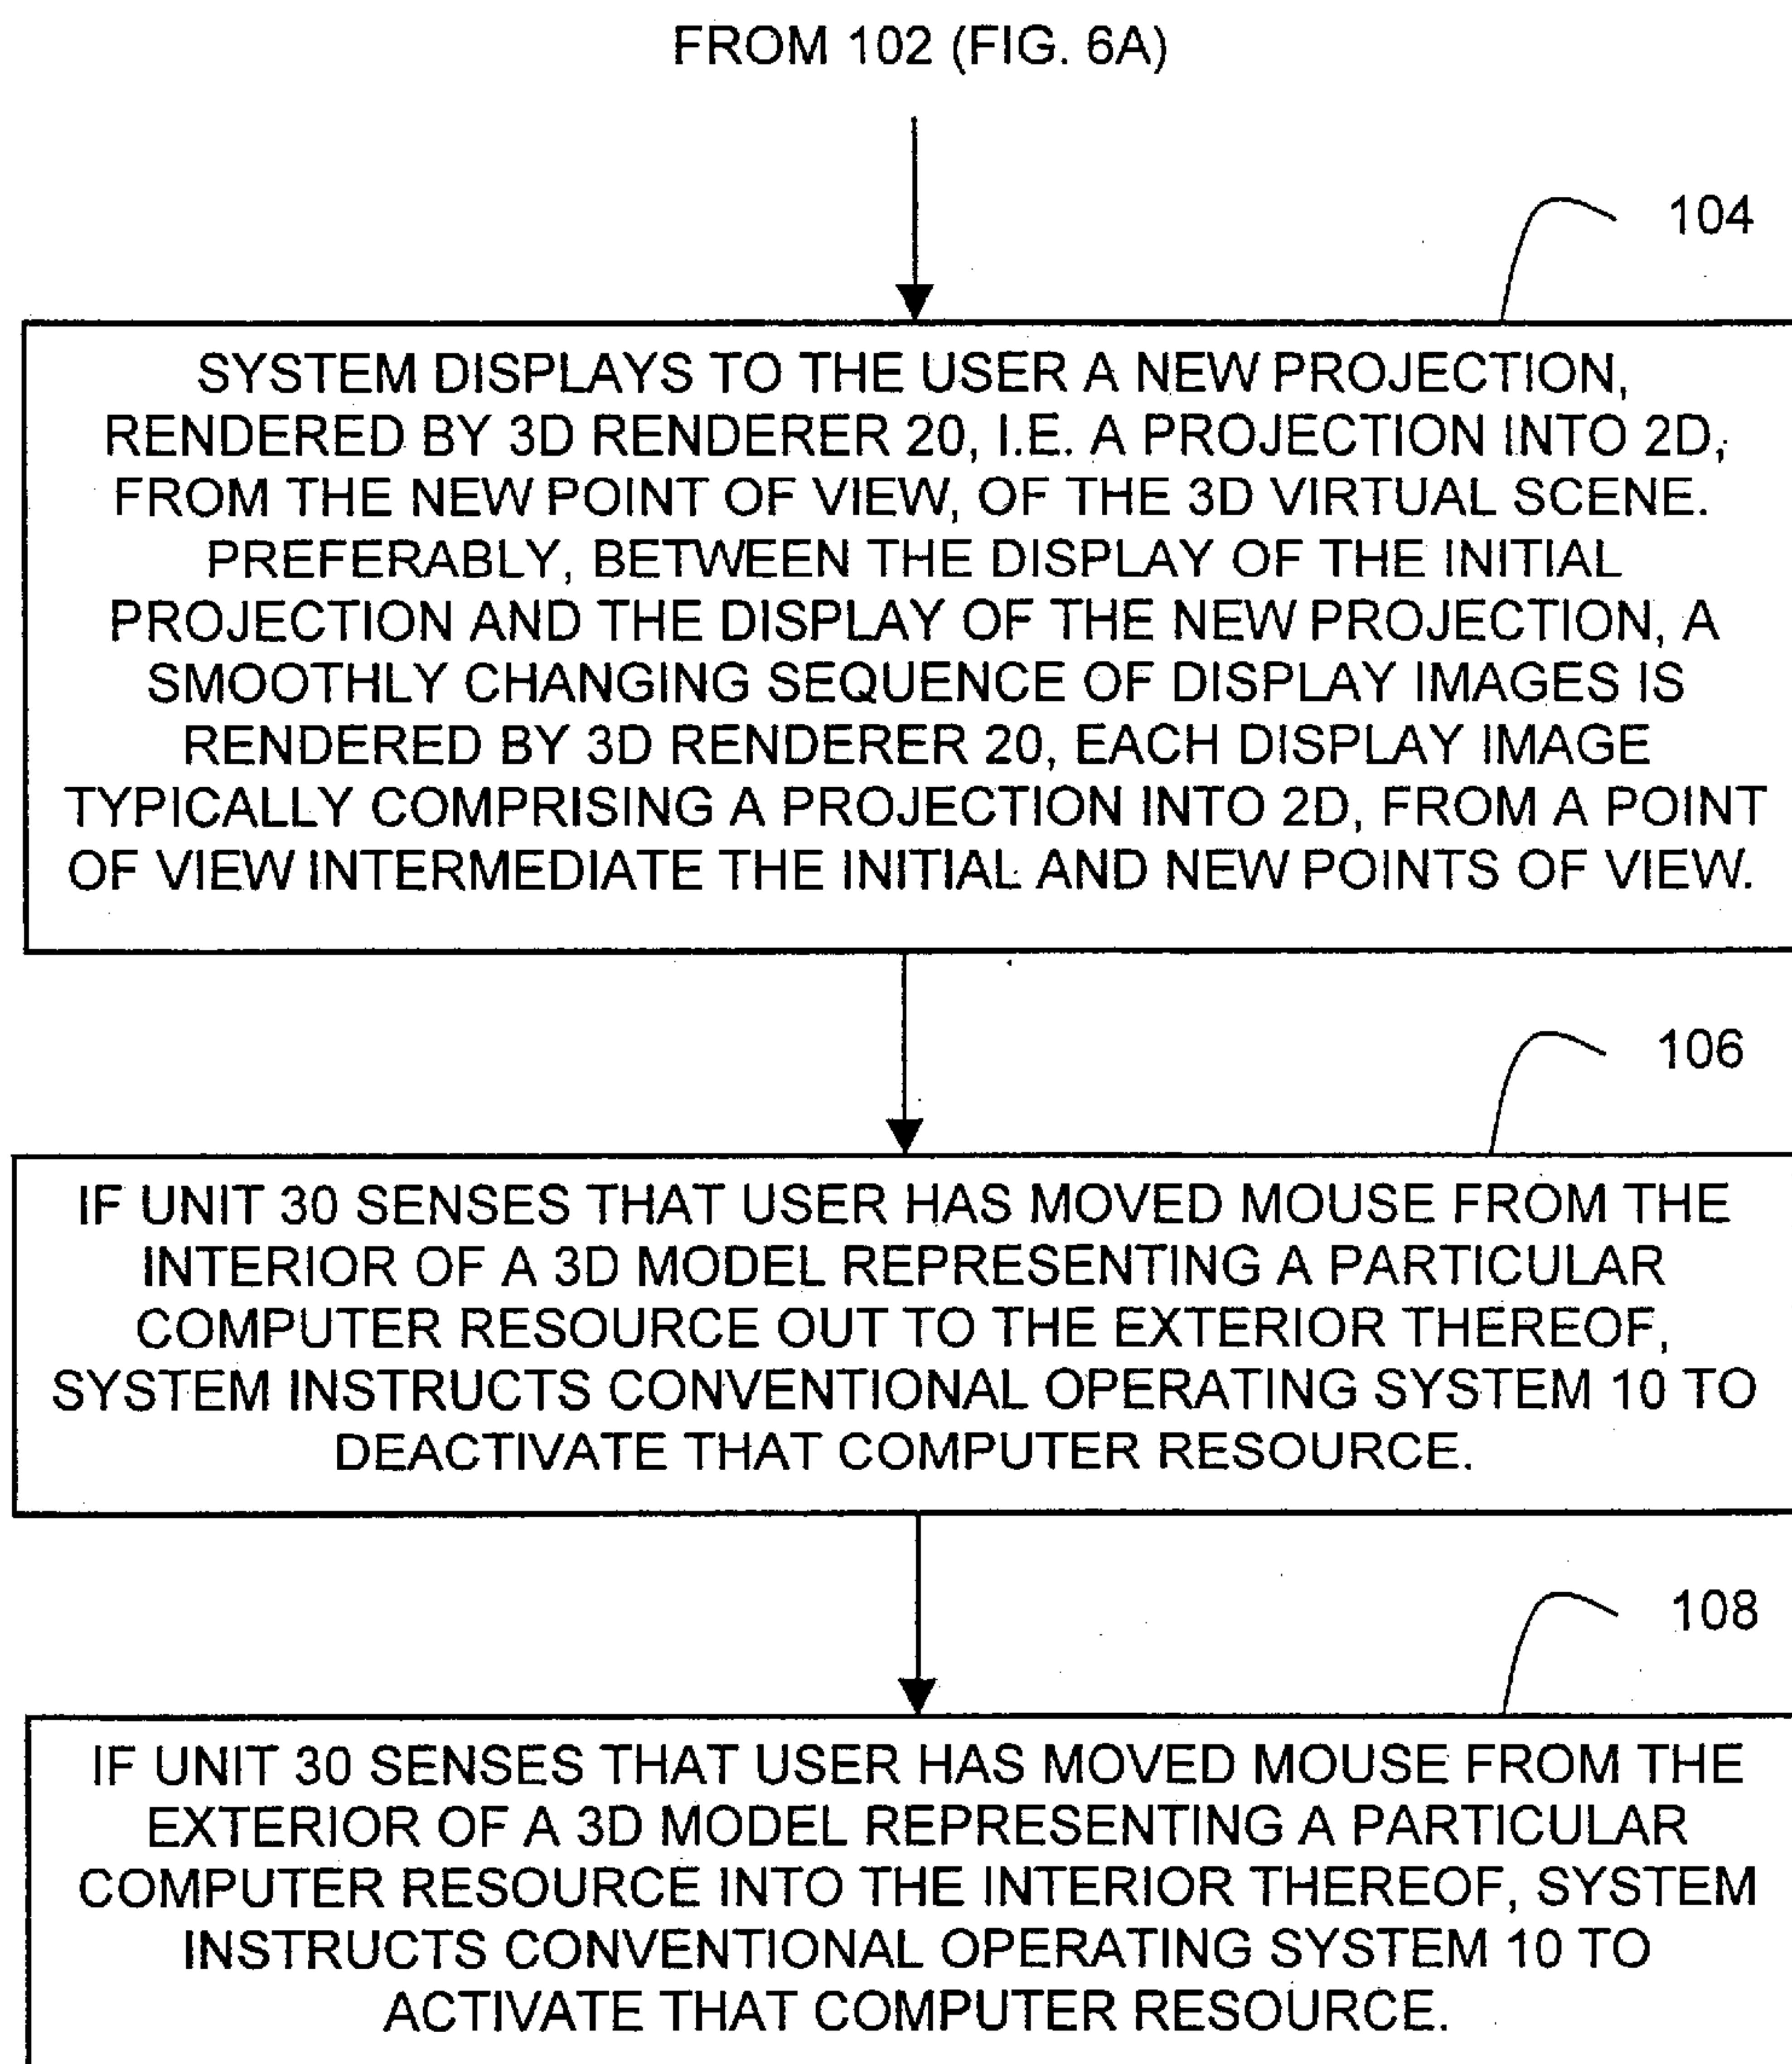 FROM 102 (FIG. 6A)
104
SYSTEM DISPLAYS TO THE USER A NEW PROJECTION,
RENDERED BY 3D RENDERER 20, I.E. A PROJECTION INTO 2D,
FROM THE NEW POINT OF VIEW, OF THE 3D VIRTUAL SCENE.
PREFERABLY, BETWEEN THE DISPLAY OF THE INITIAL
PROJECTION AND THE DISPLAY OF THE NEW PROJECTION, A
SMOOTHLY CHANGING SEQUENCE OF DISPLAY IMAGES IS
RENDERED BY 3D RENDERER 20, EACH DISPLAY IMAGE
TYPICALLY COMPRISING A PROJECTION INTO 2D, FROM A POINT
OF VIEW INTERMEDIATE THE INITIAL AND NEW POINTS OF VIEW.
106
IF UNIT 30 SENSES THAT USER HAS MOVED MOUSE FROM THE
INTERIOR OF A 3D MODEL REPRESENTING A PARTICULAR
COMPUTER RESOURCE OUT TO THE EXTERIOR THEREOF,
SYSTEM INSTRUCTS CONVENTIONAL OPERATING SYSTEM 10 TO
DEACTIVATE THAT COMPUTER RESOURCE.
108
IF UNIT 30 SENSES THAT USER HAS MOVED MOUSE FROM THE
EXTERIOR OF A 3D MODEL REPRESENTING A PARTICULAR
COMPUTER RESOURCE INTO THE INTERIOR THEREOF, SYSTEM
INSTRUCTS CONVENTIONAL OPERATING SYSTEM 10 TO
ACTIVATE THAT COMPUTER RESOURCE.